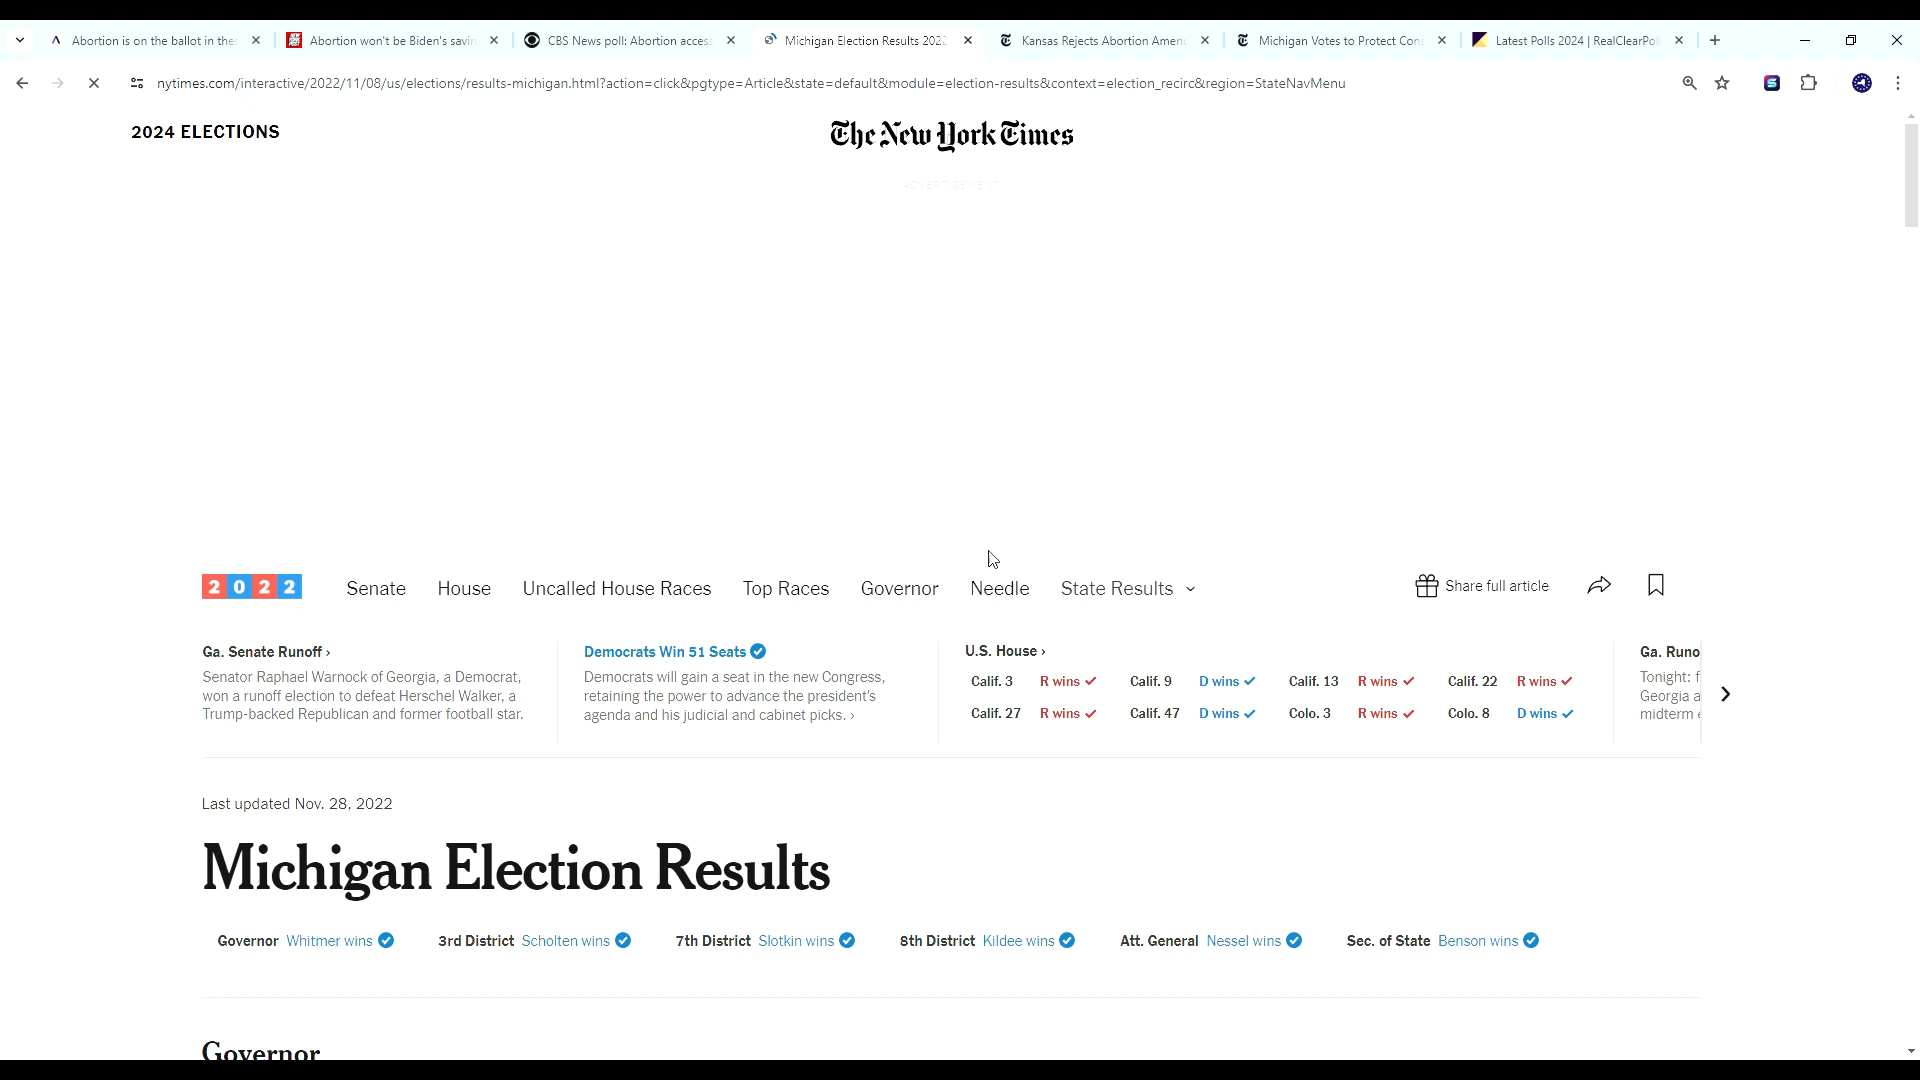 Abortion is on the ballot in thes
Abortion won't be Biden's savin
CBS News poll: Abortion access
Michigan Election Results 2022
Kansas Rejects Abortion Amend
Michigan Votes to Protect Cons
Latest Polls 2024 | RealClearPol
nytimes.com/interactive/2022/11/08/us/elections/results-michigan.html?action=click&pgtype=Article&state=default&module=election-results&context=election_recirc&region=StateNavMenu
2024 ELECTIONS
The New York Times
ADVERTISEMENT
2022
Senate House Uncalled House Races Top Races Governor Needle State Results
Share full article
Ga. Senate Runoff ›
Senator Raphael Warnock of Georgia, a Democrat,
won a runoff election to defeat Herschel Walker, a
Trump-backed Republican and former football star.
Democrats Win 51 Seats
Democrats will gain a seat in the new Congress,
retaining the power to advance the president's
agenda and his judicial and cabinet picks. ›
U.S. House ›
Calif. 3 R wins Calif. 9 D wins Calif. 13 R wins Calif. 22 R wins
Calif. 27 R wins Calif. 47 D wins Colo. 3 R wins Colo. 8 D wins
Ga. Runo
Tonight: f
Georgia a
midterm e
Last updated Nov. 28, 2022
Michigan Election Results
Governor Whitmer wins 3rd District Scholten wins 7th District Slotkin wins 8th District Kildee wins Att. General Nessel wins Sec. of State Benson wins
Governor